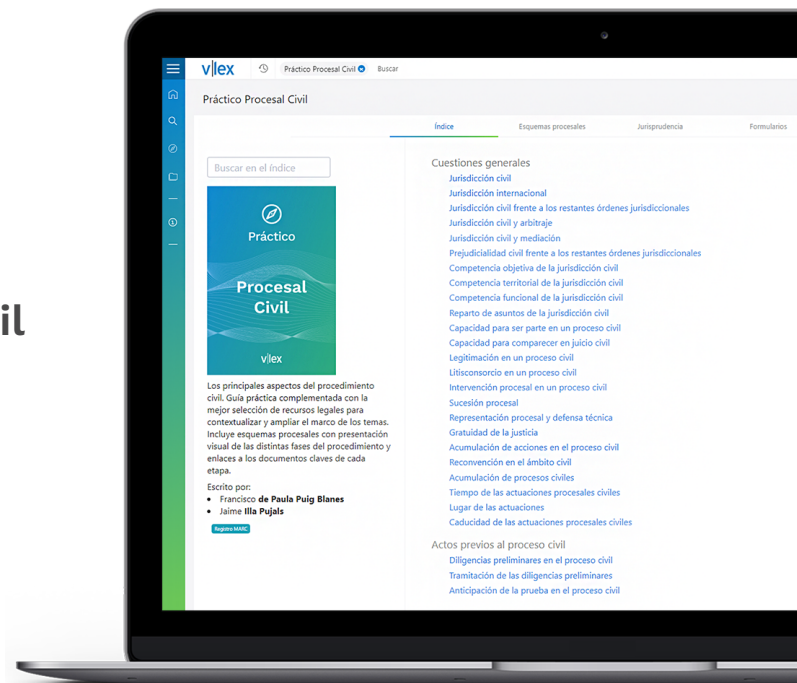 il
vlex
Práctico Procesal Civil
Buscar
Práctico Procesal Civil
Índice
Esquemas procesales
Jurisprudencia
Formularios
Buscar en el índice
Práctico
Procesal
Civil
vlex
Los principales aspectos del procedimiento
civil. Guía práctica complementada con la
mejor selección de recursos legales para
contextualizar y ampliar el marco de los temas.
Incluye esquemas procesales con presentación
visual de las distintas fases del procedimiento y
enlaces a los documentos claves de cada
etapa.
Escrito por:
• Francisco de Paula Puig Blanes
• Jaime Illa Pujals
Registro MARC
Cuestiones generales
Jurisdicción civil
Jurisdicción internacional
Jurisdicción civil frente a los restantes órdenes jurisdiccionales
Jurisdicción civil y arbitraje
Jurisdicción civil y mediación
Prejudicialidad civil frente a los restantes órdenes jurisdiccionales
Competencia objetiva de la jurisdicción civil
Competencia territorial de la jurisdicción civil
Competencia funcional de la jurisdicción civil
Reparto de asuntos de la jurisdicción civil
Capacidad para ser parte en un proceso civil
Capacidad para comparecer en juicio civil
Legitimación en un proceso civil
Litisconsorcio en un proceso civil
Intervención procesal en un proceso civil
Sucesión procesal
Representación procesal y defensa técnica
Gratuidad de la justicia
Acumulación de acciones en el proceso civil
Reconvención en el ámbito civil
Acumulación de procesos civiles
Tiempo de las actuaciones procesales civiles
Lugar de las actuaciones
Caducidad de las actuaciones procesales civiles
Actos previos al proceso civil
Diligencias preliminares en el proceso civil
Tramitación de las diligencias preliminares
Anticipación de la prueba en el proceso civil